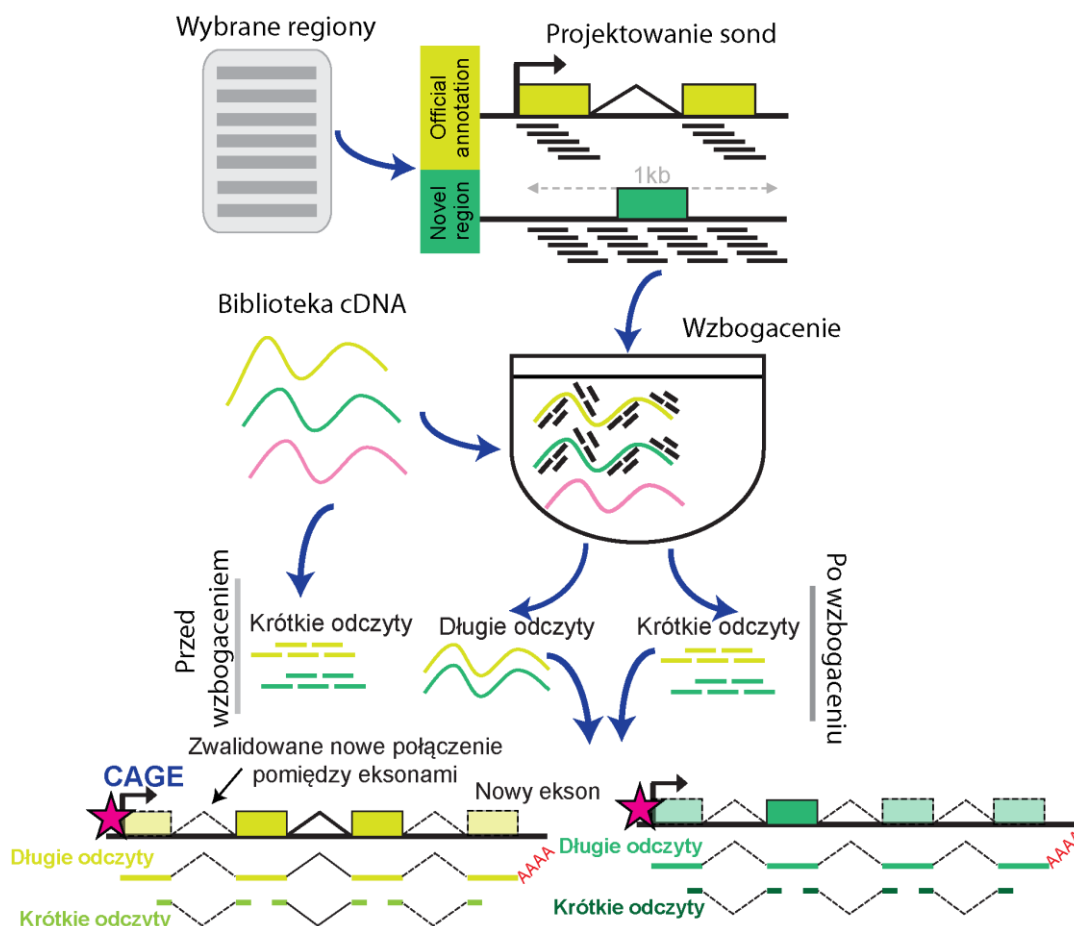 Wybrane regiony
Projektowanie sond
Official
annotation
Novel
region
1kb
Biblioteka cDNA
Wzbogacenie
Przed
wzbogaceniem
Krótkie odczyty
Długie odczyty
Krótkie odczyty
Po wzbogaceniu
Zwalidowane nowe połączenie
pomiędzy eksonami
CAGE
Nowy ekson
Długie odczyty
AAAA
Krótkie odczyty
Długie odczyty
AAAA
Krótkie odczyty